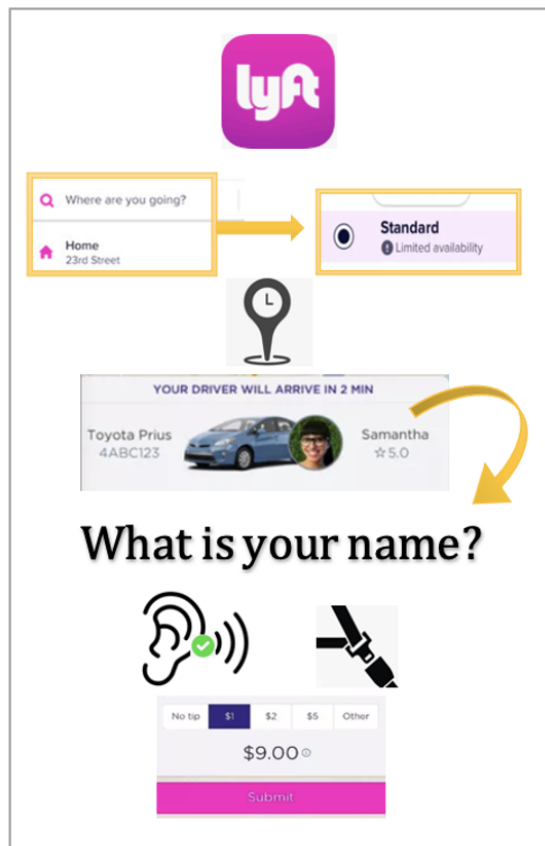 lyft
Where are you going?
Home
23rd Street
Standard
Limited availability
YOUR DRIVER WILL ARRIVE IN 2 MIN
Toyota Prius
4ABC123
Samantha
☆ 5.0
What is your name?
No tip $1 $2 $5 Other
$9.00
Submit